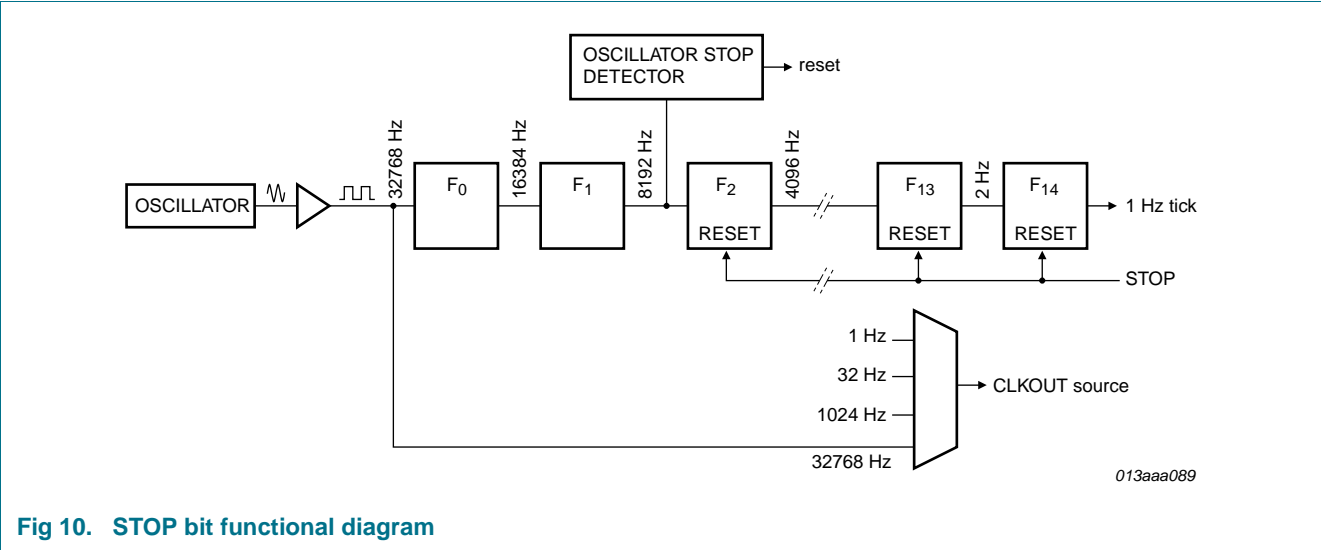 OSCILLATOR STOP
DETECTOR
reset
32768 Hz
16384 Hz
8192 Hz
4096 Hz
2 Hz
OSCILLATOR
F0
F1
F2
RESET
F13
RESET
F14
RESET
1 Hz tick
STOP
1 Hz
32 Hz
1024 Hz
32768 Hz
CLKOUT source
013aaa089
Fig 10. STOP bit functional diagram